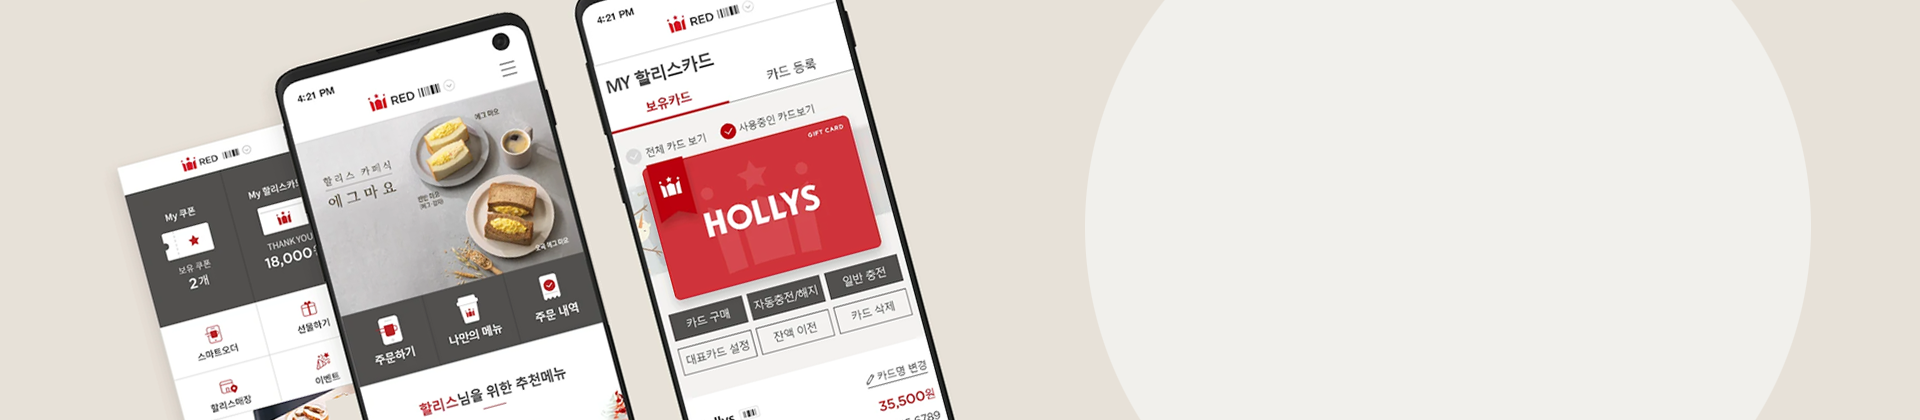 RED
My 쿠폰
보유 쿠폰
2개
My 할리스카드
THANK YOU
18,000
스마트오더
선물하기
할리스매장
이벤트
4:21 PM
RED
할리스 카페식
에그마요
에그마요
오곡 에그마요
주문하기
나만의 메뉴
주문 내역
할리스님을 위한 추천메뉴
4:21 PM
RED
MY 할리스카드
보유카드
카드 등록
전체 카드 보기
사용중인 카드보기
GIFT CARD
HOLLYS
카드 구매
자동충전/해지
일반 충전
대표카드 설정
잔액 이전
카드 삭제
카드명 변경
35,500원
6789